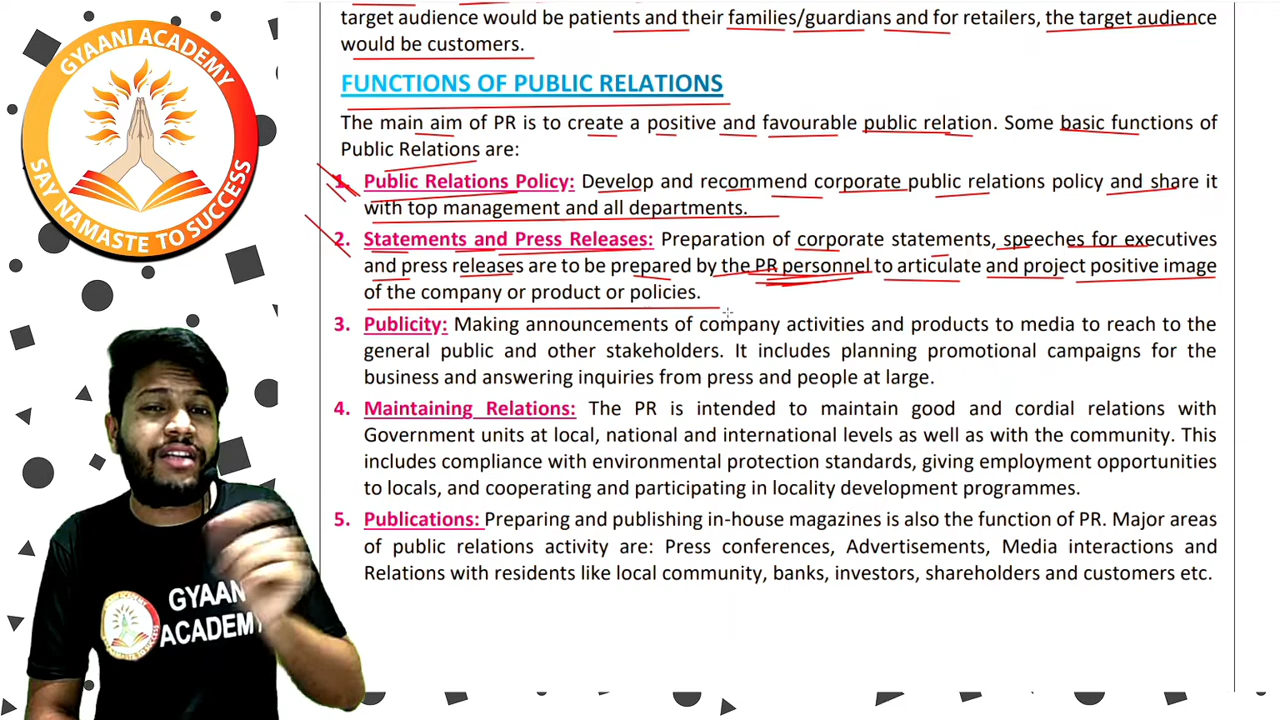 GYAANI ACADEMY
SAY NAMASTE TO SUCCESS
target audience would be patients and their families/guardians and for retailers, the target audience
would be customers.
FUNCTIONS OF PUBLIC RELATIONS
The main aim of PR is to create a positive and favourable public relation. Some basic functions of
Public Relations are:
1. Public Relations Policy: Develop and recommend corporate public relations policy and share it
with top management and all departments.
2. Statements and Press Releases: Preparation of corporate statements, speeches for executives
and press releases are to be prepared by the PR personnel to articulate and project positive image
of the company or product or policies.
3. Publicity: Making announcements of company activities and products to media to reach to the
general public and other stakeholders. It includes planning promotional campaigns for the
business and answering inquiries from press and people at large.
4. Maintaining Relations: The PR is intended to maintain good and cordial relations with
Government units at local, national and international levels as well as with the community. This
includes compliance with environmental protection standards, giving employment opportunities
to locals, and cooperating and participating in locality development programmes.
5. Publications: Preparing and publishing in-house magazines is also the function of PR. Major areas
of public relations activity are: Press conferences, Advertisements, Media interactions and
Relations with residents like local community, banks, investors, shareholders and customers etc.
GYAAN
ACADEMY